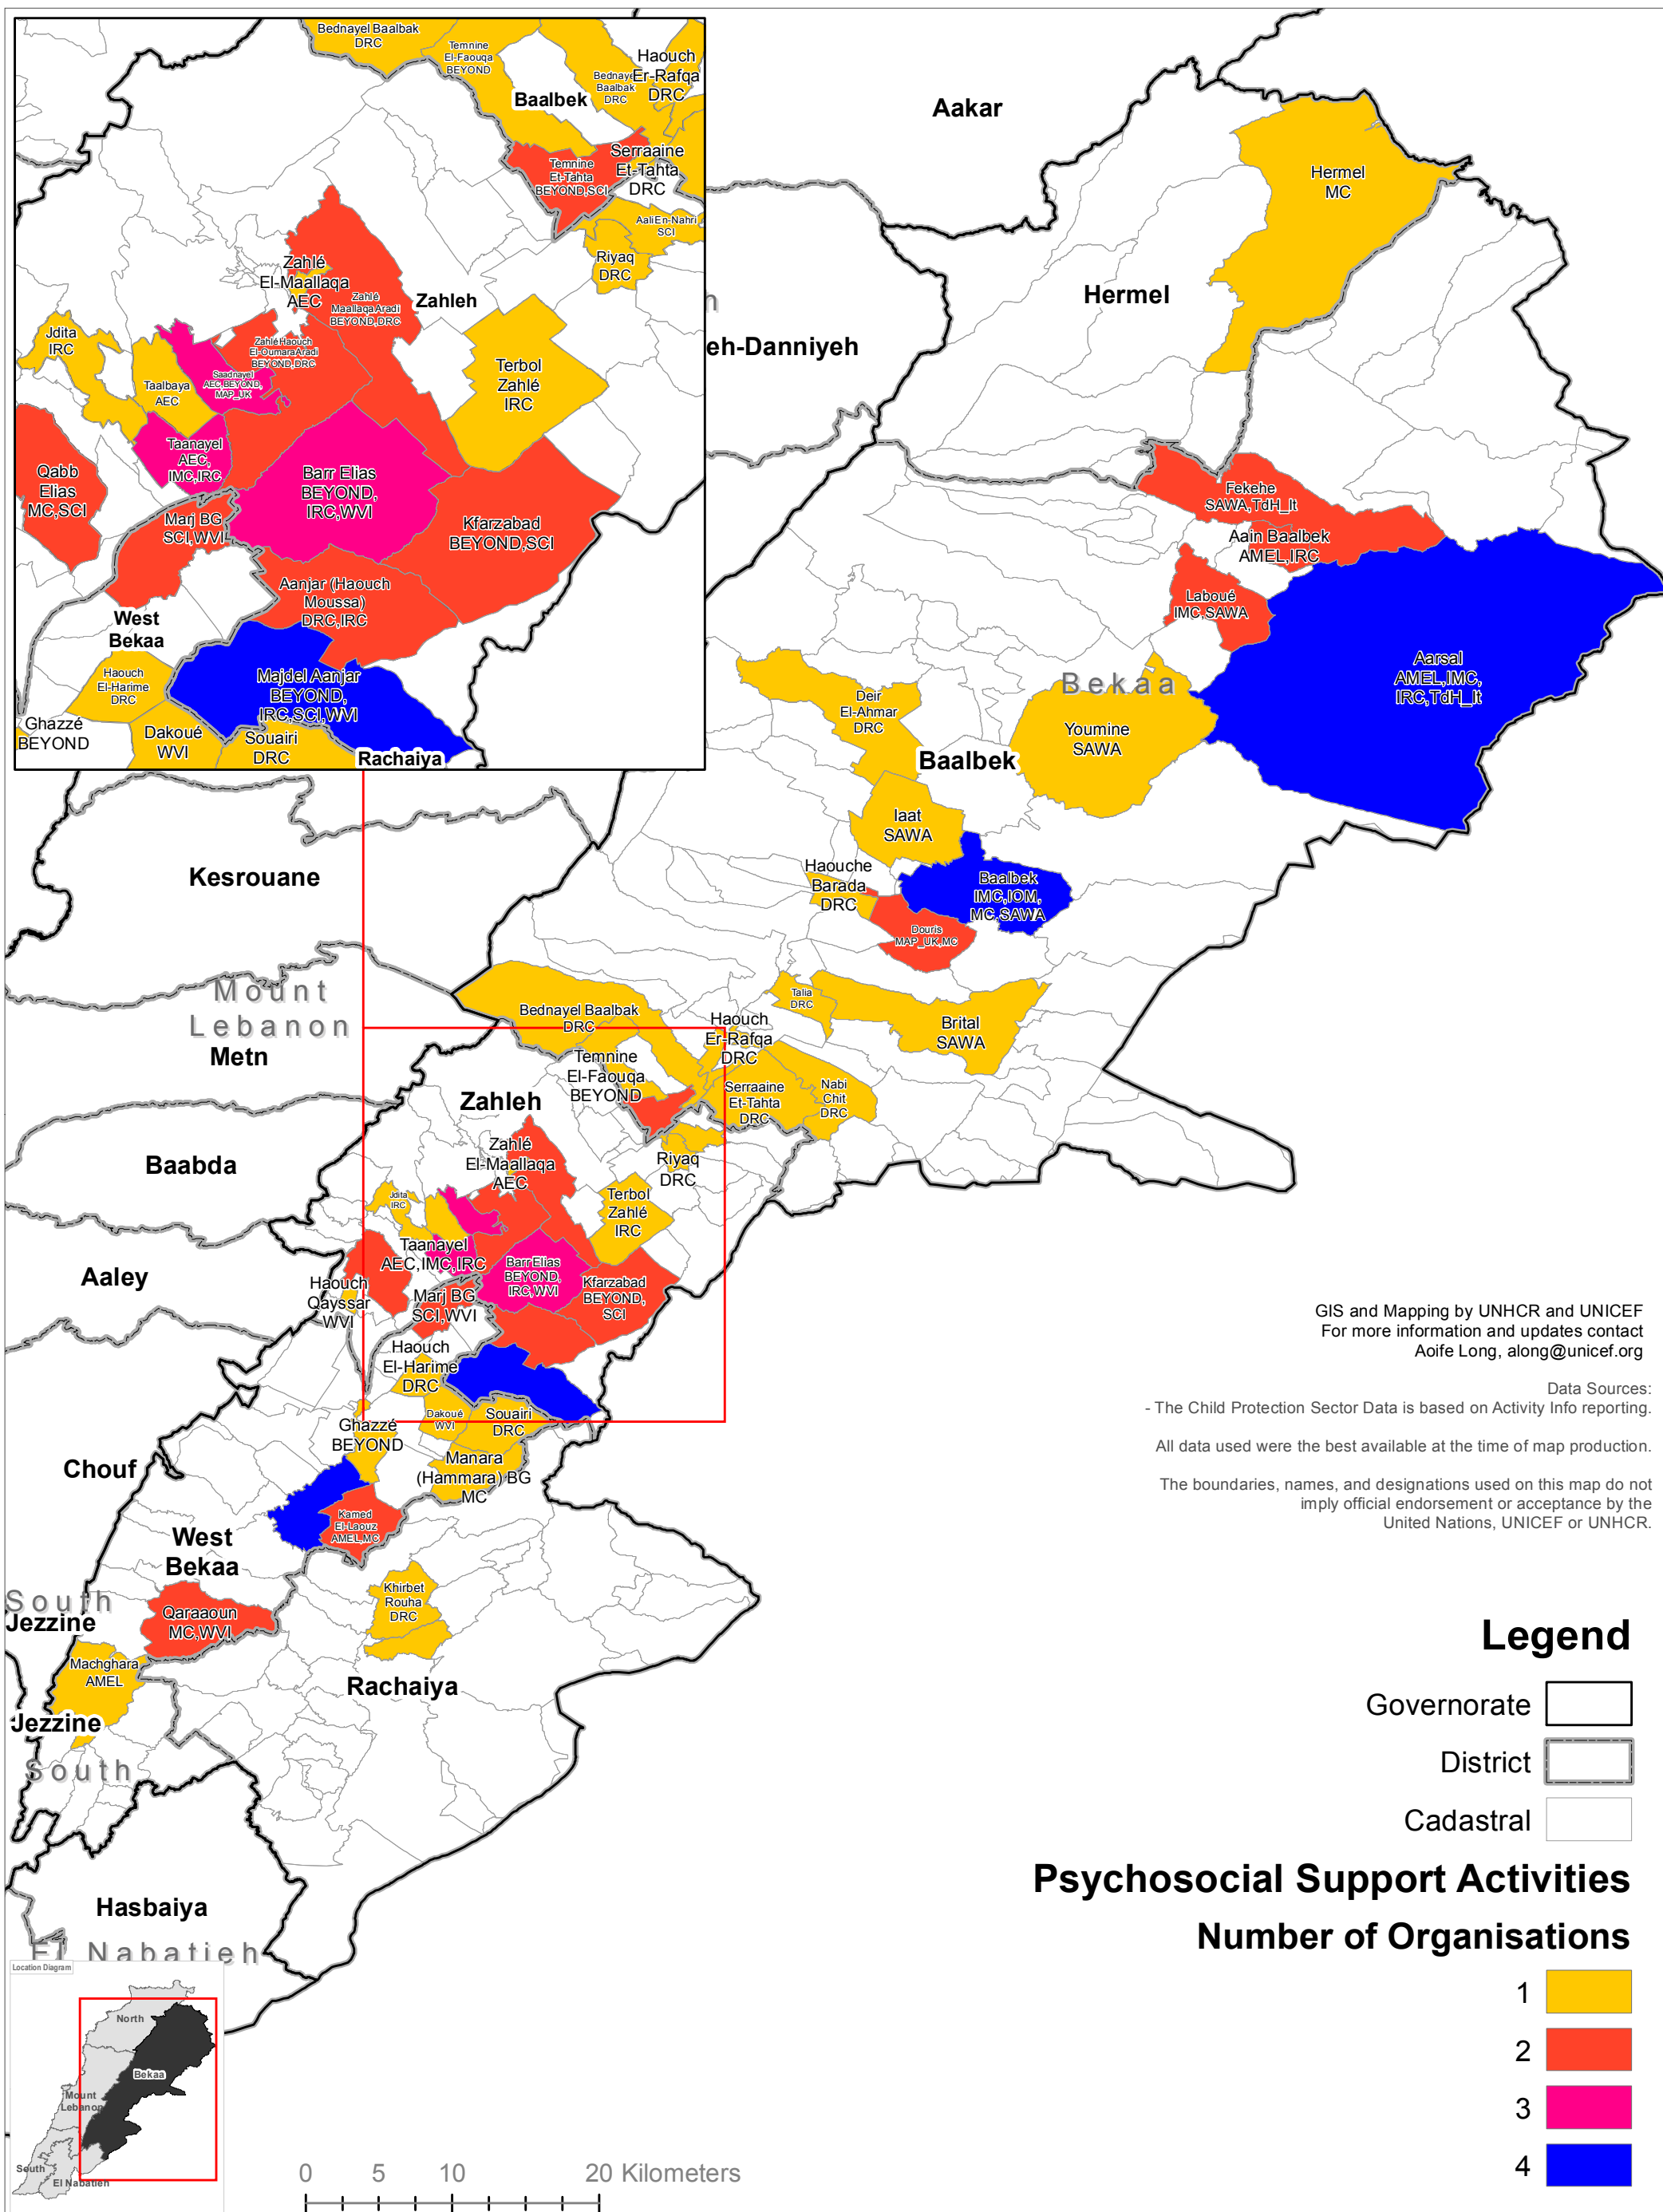 Bednayel Baalbak
DRC
Temnine
El-Faouqa
BEYOND
Haouch
Er-Rafqa
DRC
Bednayel
Baalbak
DRC
Baalbek
Serraaine
Et-Tahta
DRC
Temnine
Et-Tahta
BEYOND,SCI
Aali En-Nahri
SCI
Riyaq
DRC
Zahlé
El-Maallaqa
AEC
Zahlé
Maallaqa Aradi
BEYOND,DRC
Zahleh
Jdita
IRC
Zahlé Haouch
El-Oumara Aradi
BEYOND,DRC
Saadnayel
AEC,BEYOND,
MAP_UK
Taalbaya
AEC
Terbol
Zahlé
IRC
Taanayel
AEC,
IMC,IRC
Qabb
Elias
MC,SCI
Barr Elias
BEYOND,
IRC,WVI
Marj BG
SCI,WVI
Kfarzabad
BEYOND,SCI
Aanjar (Haouch
Moussa)
DRC,IRC
West
Bekaa
Haouch
El-Harime
DRC
Majdel Aanjar
BEYOND,
IRC,SCI,WVI
Ghazzé
BEYOND
Dakoué
WVI
Souairi
DRC
Rachaiya
Aakar
Hermel
MC
Hermel
h
eh-Danniyeh
Fekehe
SAWA,TdH_It
Aain Baalbek
AMEL,IRC
Laboué
IMC,SAWA
Aarsal
AMEL,IMC,
IRC,TdH_It
Bekaa
Deir
El-Ahmar
DRC
Youmine
SAWA
Baalbek
Iaat
SAWA
Haouche
Barada
DRC
Baalbek
IMC,IOM,
MC,SAWA
Douris
MAP_UK,MC
Kesrouane
Mount
Lebanon
Metn
Talia
DRC
Brital
SAWA
Bednayel Baalbak
DRC
Haouch
Er-Rafqa
DRC
Temnine
El-Faouqa
BEYOND
Serraaine
Et-Tahta
DRC
Nabi
Chit
DRC
Zahleh
Zahlé
El-Maallaqa
AEC
Riyaq
DRC
Baabda
Jdita
IRC
Terbol
Zahlé
IRC
Taanayel
AEC,IMC,IRC
Barr Elias
BEYOND,
IRC,WVI
Kfarzabad
BEYOND,
SCI
Aaley
Haouch
Qayssar
WVI
Marj BG
SCI,WVI
Haouch
El-Harime
DRC
Dakoué
WVI
Souairi
DRC
Ghazzé
BEYOND
Manara
(Hammara) BG
MC
Chouf
Kamed
El-Laouz
AMEL,MC
West
Bekaa
Khirbet
Rouha
DRC
South
Jezzine
Qaraaoun
MC,WVI
Machghara
AMEL
Rachaiya
Jezzine
South
Hasbaiya
El Nabatieh
GIS and Mapping by UNHCR and UNICEF
For more information and updates contact
Aoife Long, along@unicef.org
Data Sources:
- The Child Protection Sector Data is based on Activity Info reporting.
All data used were the best available at the time of map production.
The boundaries, names, and designations used on this map do not
imply official endorsement or acceptance by the
United Nations, UNICEF or UNHCR.
Legend
Governorate
District
Cadastral
Psychosocial Support Activities
Number of Organisations
1
2
3
4
Location Diagram
North
Bekaa
Mount
Lebanon
South
El Nabatieh
0 5 10 20 Kilometers